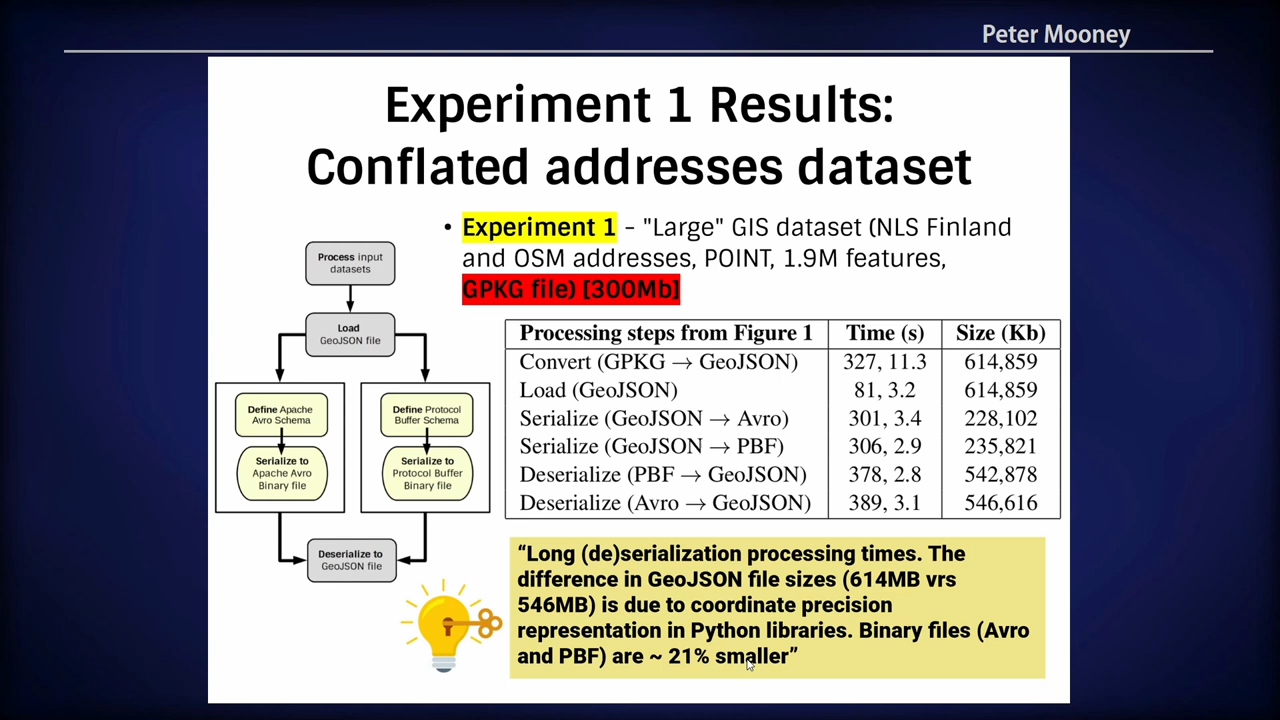 Peter Mooney
Experiment 1 Results:
Conflated addresses dataset
• Experiment 1 - "Large" GIS dataset (NLS Finland
and OSM addresses, POINT, 1.9M features,
GPKG file) [300Mb]
Process input
datasets
Load
GeoJSON file
Define Apache
Avro Schema
Serialize to
Apache Avro
Binary file
Define Protocol
Buffer Schema
Serialize to
Protocol Buffer
Binary file
Deserialize to
GeoJSON file
Processing steps from Figure 1 Time (s) Size (Kb)
Convert (GPKG → GeoJSON) 327, 11.3 614,859
Load (GeoJSON) 81, 3.2 614,859
Serialize (GeoJSON → Avro) 301, 3.4 228,102
Serialize (GeoJSON → PBF) 306, 2.9 235,821
Deserialize (PBF → GeoJSON) 378, 2.8 542,878
Deserialize (Avro → GeoJSON) 389, 3.1 546,616
“Long (de)serialization processing times. The
difference in GeoJSON file sizes (614MB vrs
546MB) is due to coordinate precision
representation in Python libraries. Binary files (Avro
and PBF) are ~ 21% smaller”